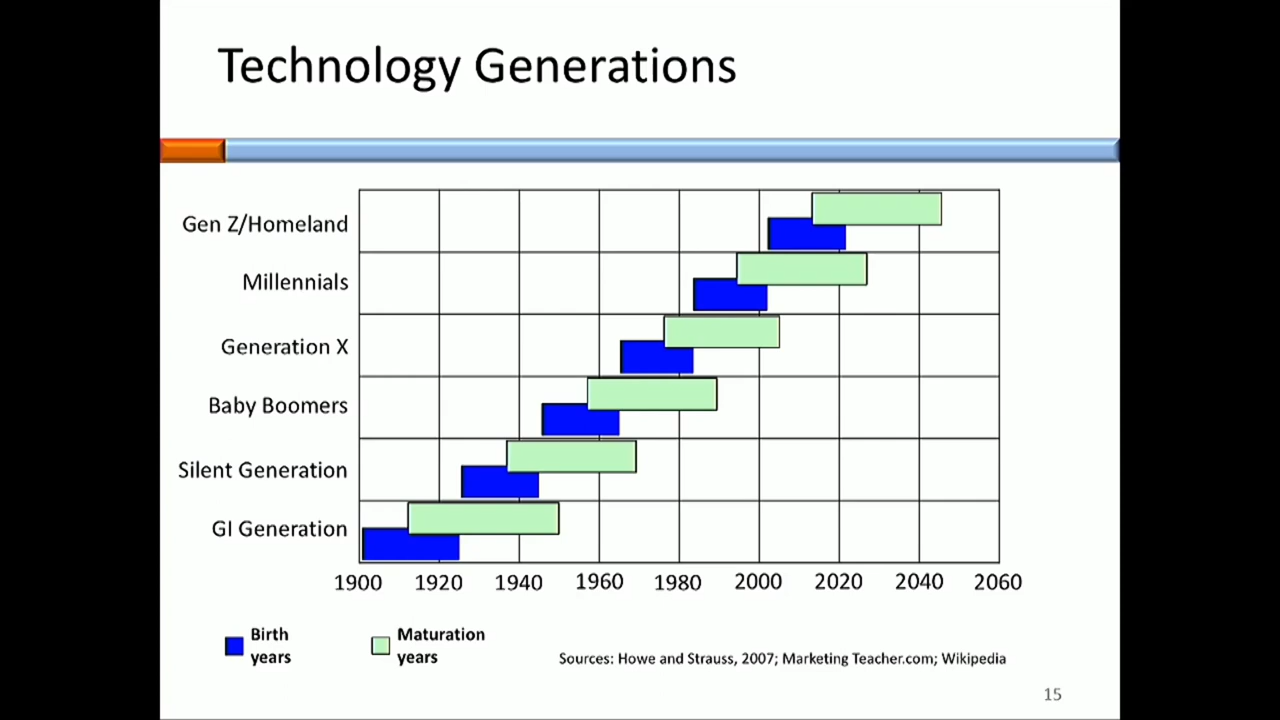 Technology Generations
Gen Z/Homeland
Millennials
Generation X
Baby Boomers
Silent Generation
GI Generation
1900 1920 1940 1960 1980 2000 2020 2040 2060
Birth years
Maturation years
Sources: Howe and Strauss, 2007; Marketing Teacher.com; Wikipedia
15